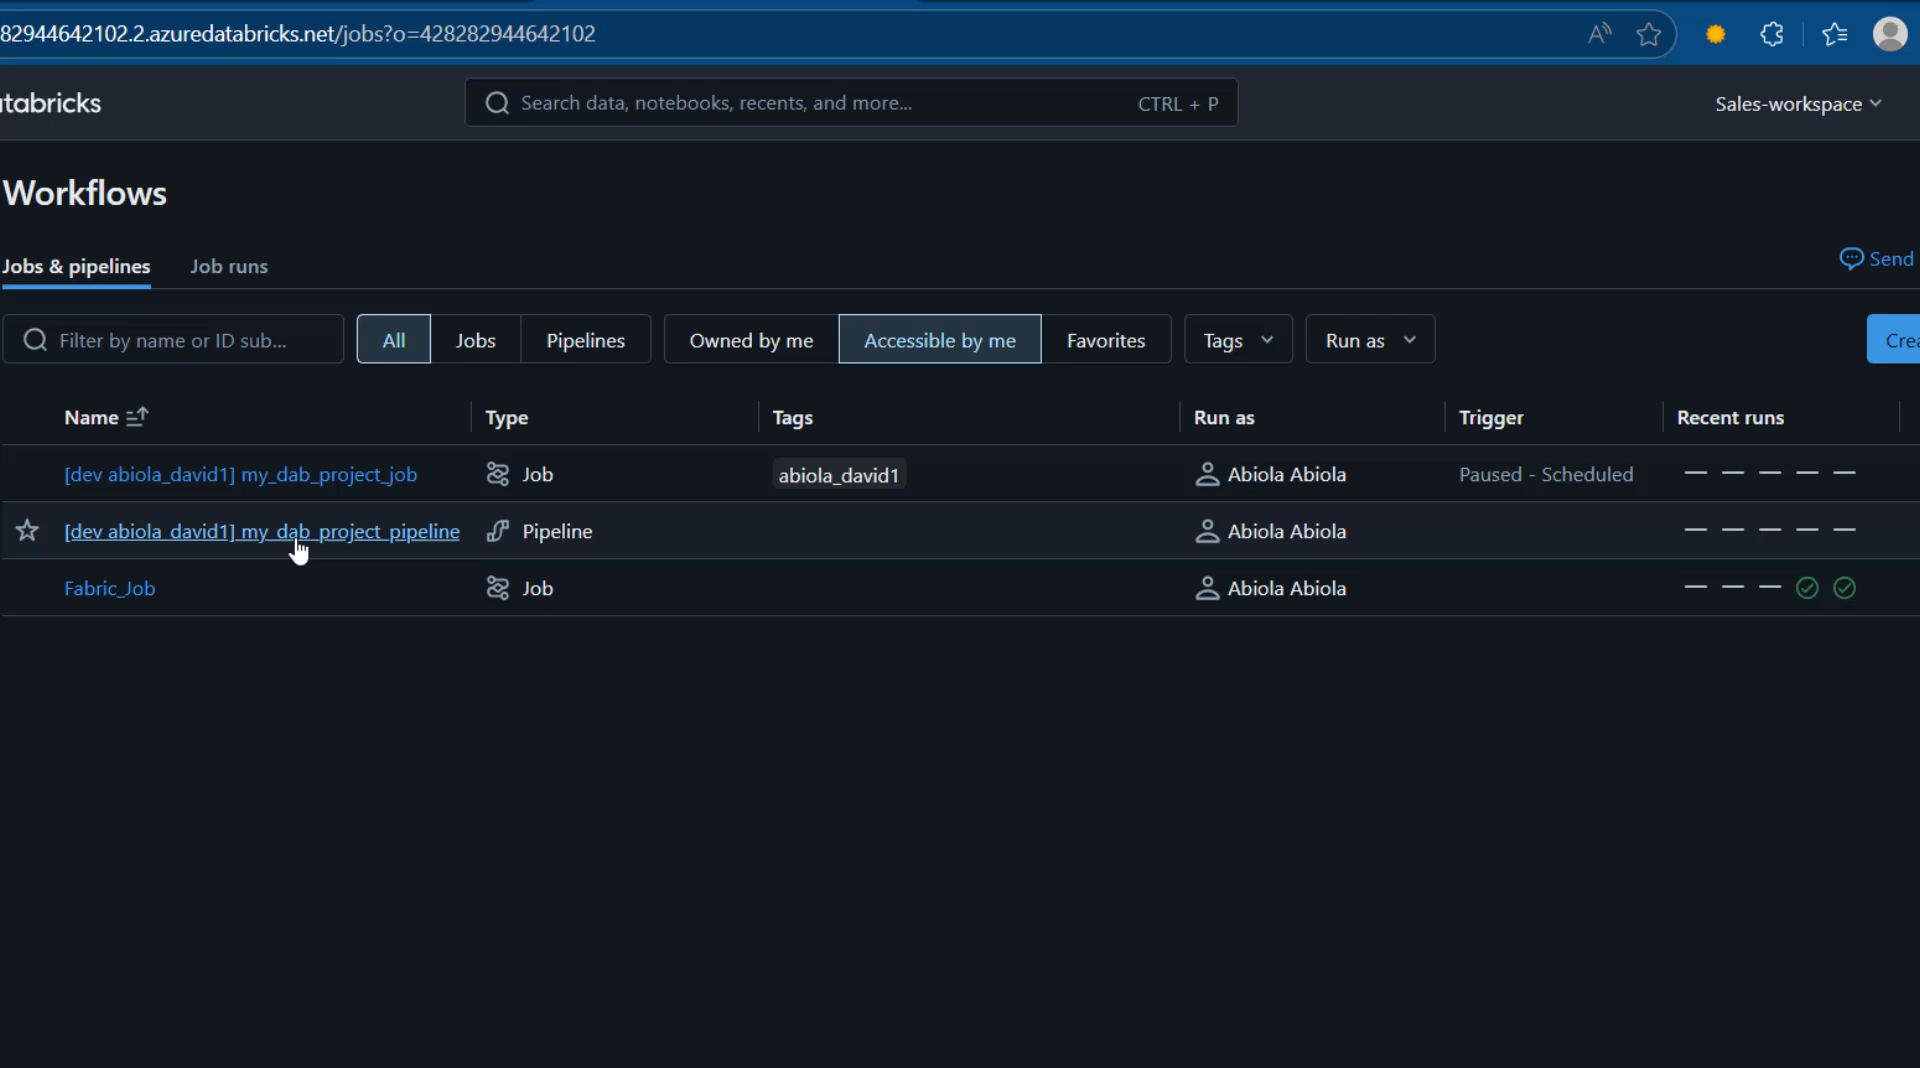 82944642102.2.azuredatabricks.net/jobs?o=428282944642102
tabricks
Search data, notebooks, recents, and more...
CTRL + P
Sales-workspace
Workflows
Jobs & pipelines
Job runs
Send
Filter by name or ID sub...
All
Jobs
Pipelines
Owned by me
Accessible by me
Favorites
Tags
Run as
Crea
Name
Type
Tags
Run as
Trigger
Recent runs
[dev abiola_david1] my_dab_project_job
Job
abiola_david1
Abiola Abiola
Paused - Scheduled
[dev abiola_david1] my_dab_project_pipeline
Pipeline
Abiola Abiola
Fabric_Job
Job
Abiola Abiola